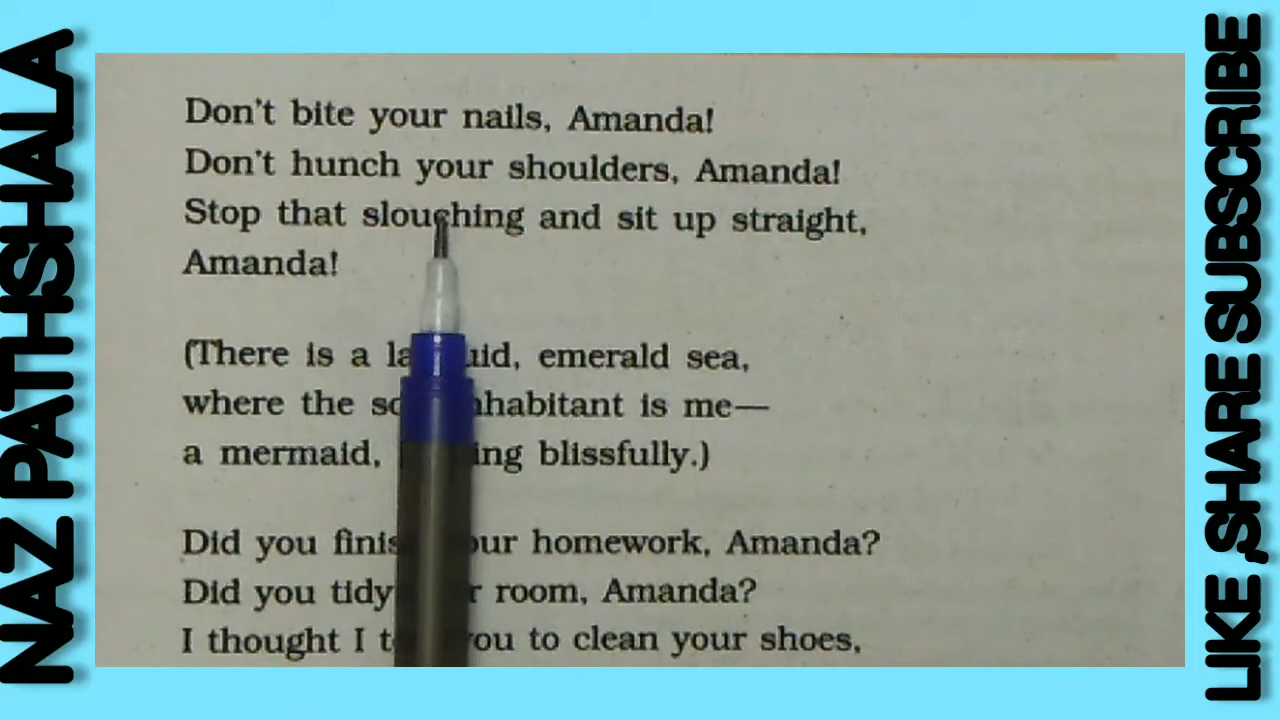 NAZ PATHSHALA
Don't bite your nails, Amanda!
Don't hunch your shoulders, Amanda!
Stop that slouching and sit up straight,
Amanda!
(There is a emerald sea,
where the is me—
a mermaid, blissfully.)
Did you homework, Amanda?
Did you tidy room, Amanda?
I thought I you to clean your shoes,
LIKE ,SHARE SUBSCRIBE